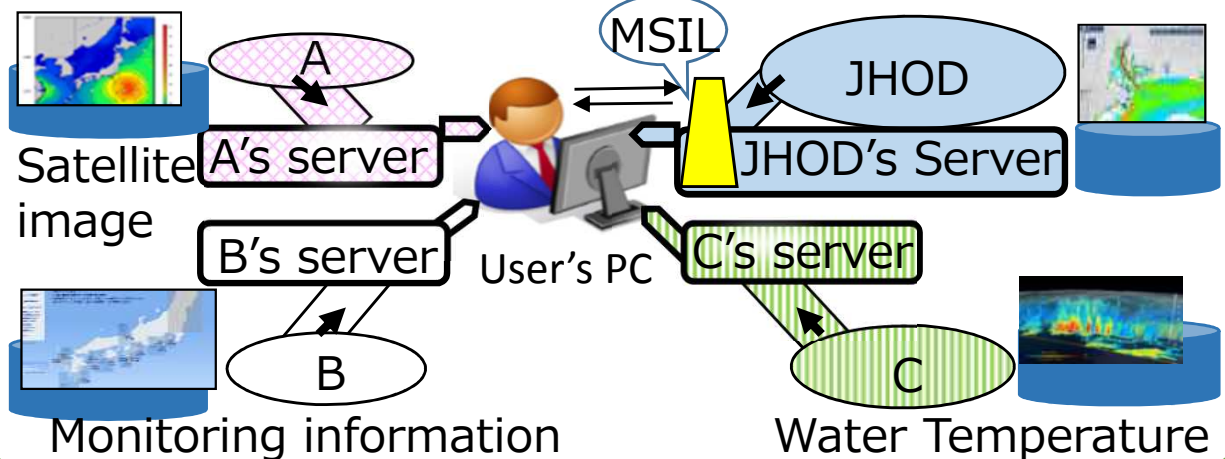 MSIL
A
JHOD
Satellite
image
A's server
JHOD's Server
B's server
User's PC
C's server
B
C
Monitoring information
Water Temperature